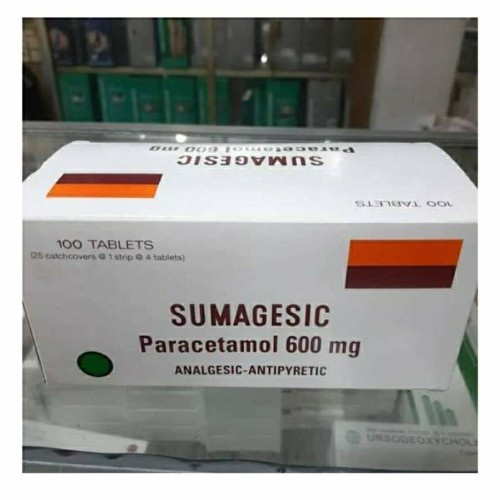 SUMAGESIC
Paracetamol 600 mg
100 TABLETS
100 TABLETS
(25 catchcovers @ 1 strip @ 4 tablets)
SUMAGESIC
Paracetamol 600 mg
ANALGESIC-ANTIPYRETIC
URSODEOXYCHOLI